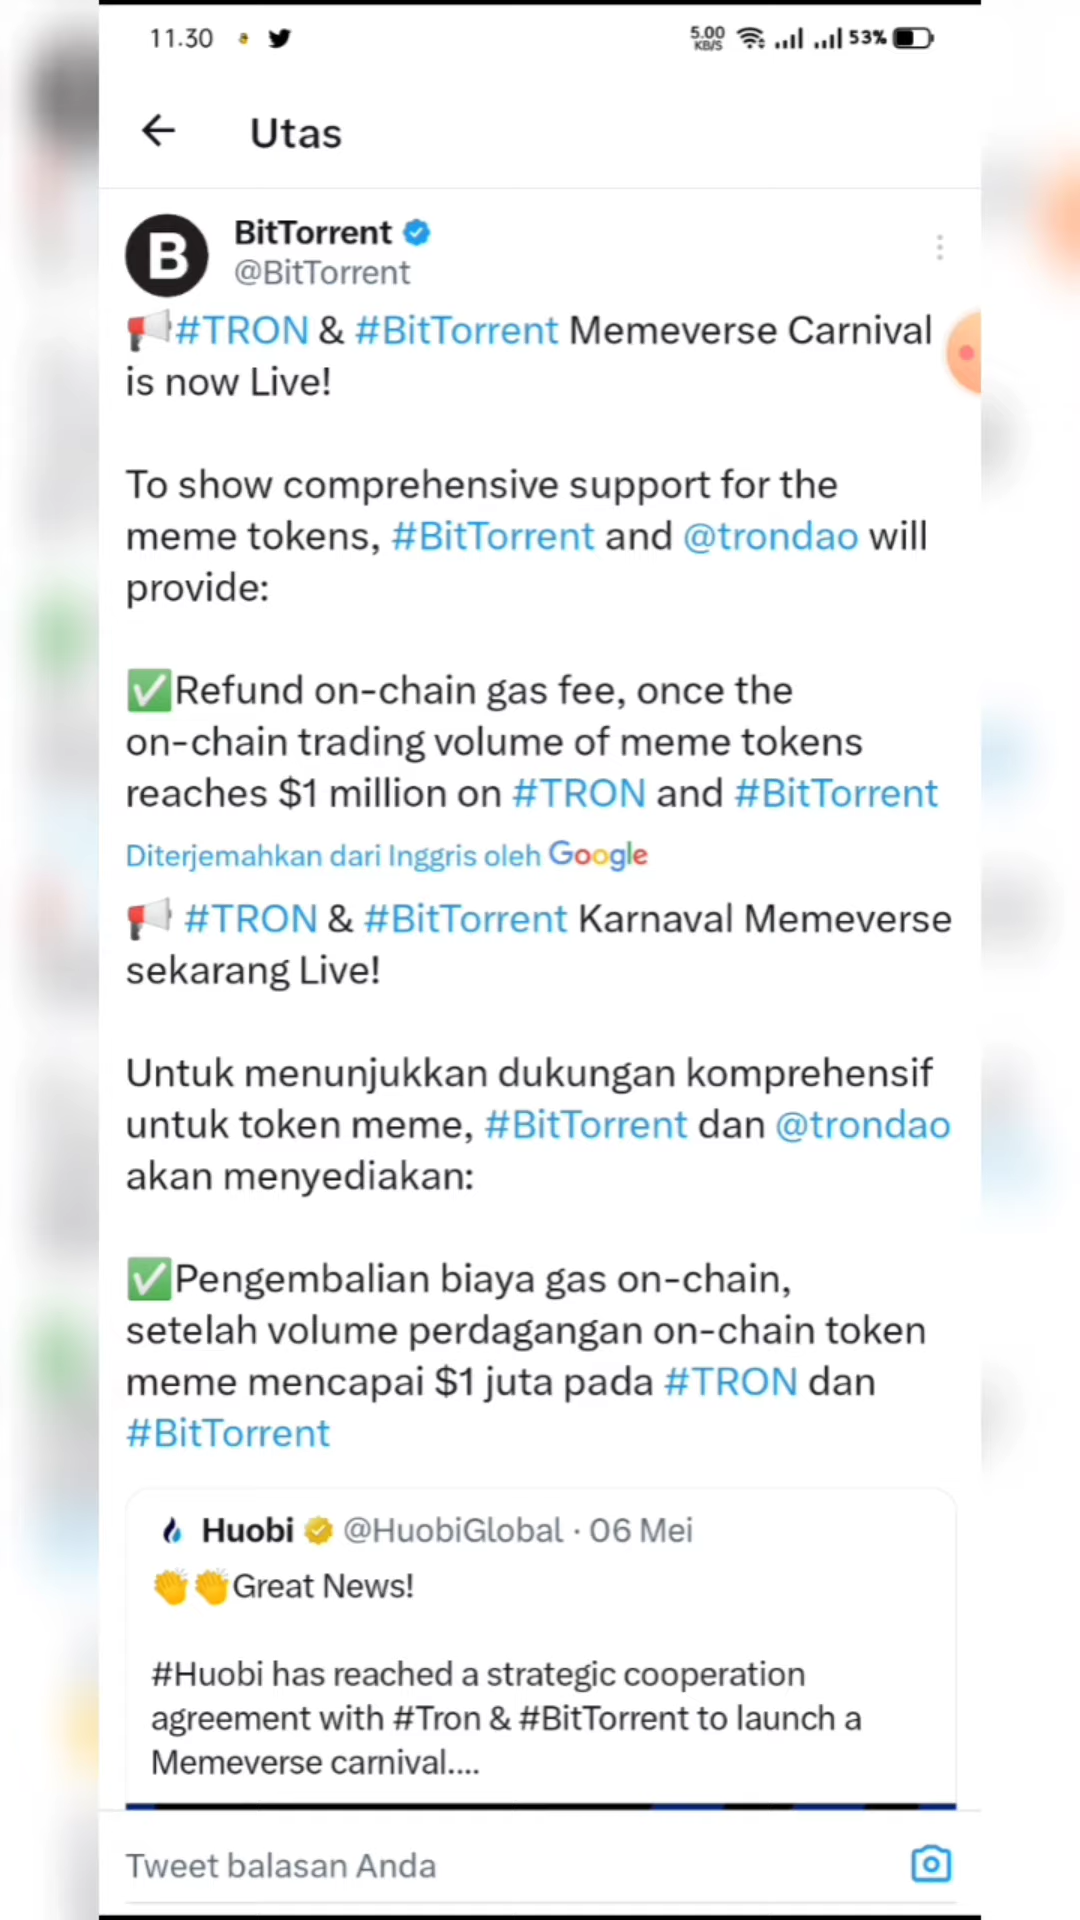 11.30
5.00 KB/S
53%
Utas
BitTorrent
@BitTorrent
📢#TRON & #BitTorrent Memeverse Carnival
is now Live!
To show comprehensive support for the
meme tokens, #BitTorrent and @trondao will
provide:
✅Refund on-chain gas fee, once the
on-chain trading volume of meme tokens
reaches $1 million on #TRON and #BitTorrent
Diterjemahkan dari Inggris oleh Google
📢 #TRON & #BitTorrent Karnaval Memeverse
sekarang Live!
Untuk menunjukkan dukungan komprehensif
untuk token meme, #BitTorrent dan @trondao
akan menyediakan:
✅Pengembalian biaya gas on-chain,
setelah volume perdagangan on-chain token
meme mencapai $1 juta pada #TRON dan
#BitTorrent
Huobi @HuobiGlobal · 06 Mei
👏👏Great News!
#Huobi has reached a strategic cooperation
agreement with #Tron & #BitTorrent to launch a
Memeverse carnival....
Tweet balasan Anda